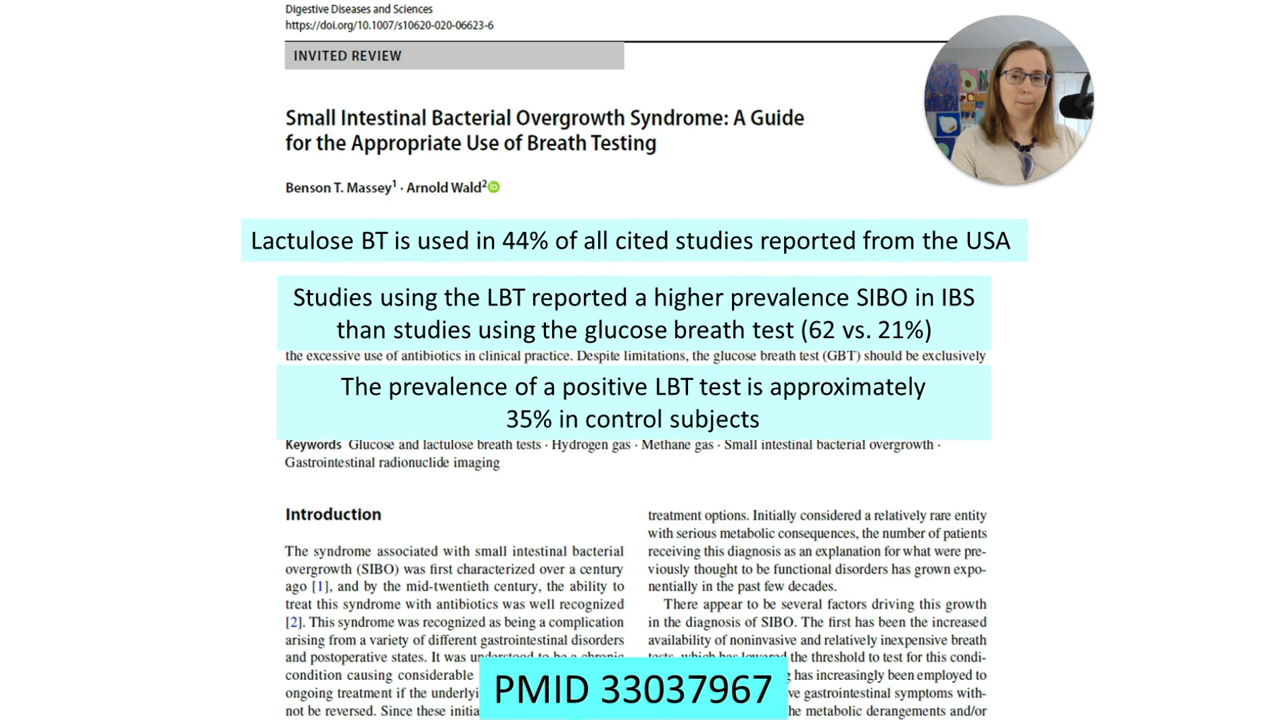 Digestive Diseases and Sciences
https://doi.org/10.1007/s10620-020-06623-6
INVITED REVIEW
Small Intestinal Bacterial Overgrowth Syndrome: A Guide
for the Appropriate Use of Breath Testing
Benson T. Massey1 · Arnold Wald2
Lactulose BT is used in 44% of all cited studies reported from the USA
Studies using the LBT reported a higher prevalence SIBO in IBS
than studies using the glucose breath test (62 vs. 21%)
the excessive use of antibiotics in clinical practice. Despite limitations, the glucose breath test (GBT) should be exclusively
The prevalence of a positive LBT test is approximately
35% in control subjects
Keywords Glucose and lactulose breath tests · Hydrogen gas · Methane gas · Small intestinal bacterial overgrowth ·
Gastrointestinal radionuclide imaging
Introduction
The syndrome associated with small intestinal bacterial
overgrowth (SIBO) was first characterized over a century
ago [1], and by the mid-twentieth century, the ability to
treat this syndrome with antibiotics was well recognized
[2]. This syndrome was recognized as being a complication
arising from a variety of different gastrointestinal disorders
and postoperative states. It was understood to be a chronic
condition causing considerable
ongoing treatment if the underlyi
not be reversed. Since these initia
treatment options. Initially considered a relatively rare entity
with serious metabolic consequences, the number of patients
receiving this diagnosis as an explanation for what were pre-
viously thought to be functional disorders has grown expo-
nentially in the past few decades.
There appear to be several factors driving this growth
in the diagnosis of SIBO. The first has been the increased
availability of noninvasive and relatively inexpensive breath
tests, which has lowered the threshold to test for this condi-
g has increasingly been employed to
ve gastrointestinal symptoms with-
he metabolic derangements and/or
PMID 33037967